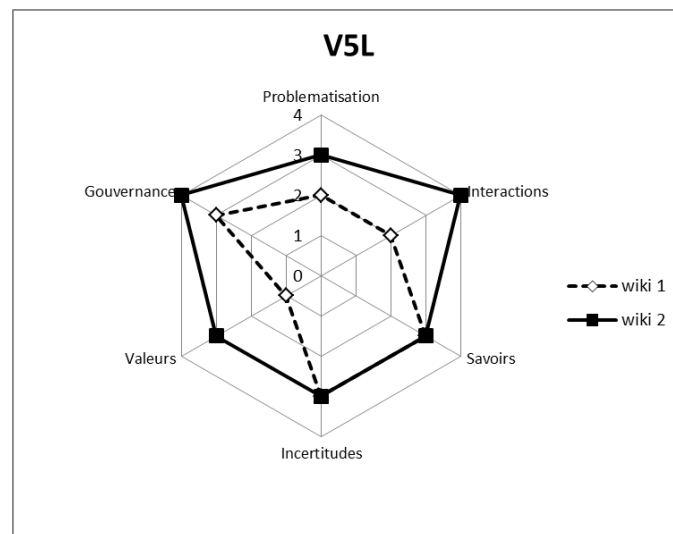 V5L
Problematisation
4
3
2
1
0
Interactions
Savoirs
Incertitudes
Valeurs
Gouvernance
wiki 1
wiki 2